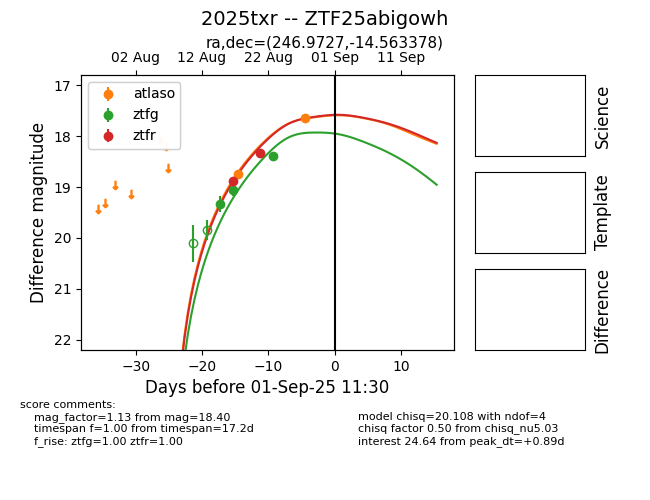 2025txr -- ZTF25abigowh
ra,dec=(246.9727,-14.563378)
02 Aug 12 Aug 22 Aug 01 Sep 11 Sep
atlaso
ztfg
ztfr
17
18
19
20
21
22
Difference magnitude
−30 −20 −10 0 10
Days before 01-Sep-25 11:30
Science
Template
Difference
score comments:
mag_factor=1.13 from mag=18.40
timespan f=1.00 from timespan=17.2d
f_rise: ztfg=1.00 ztfr=1.00
model chisq=20.108 with ndof=4
chisq factor 0.50 from chisq_nu5.03
interest 24.64 from peak_dt=+0.89d